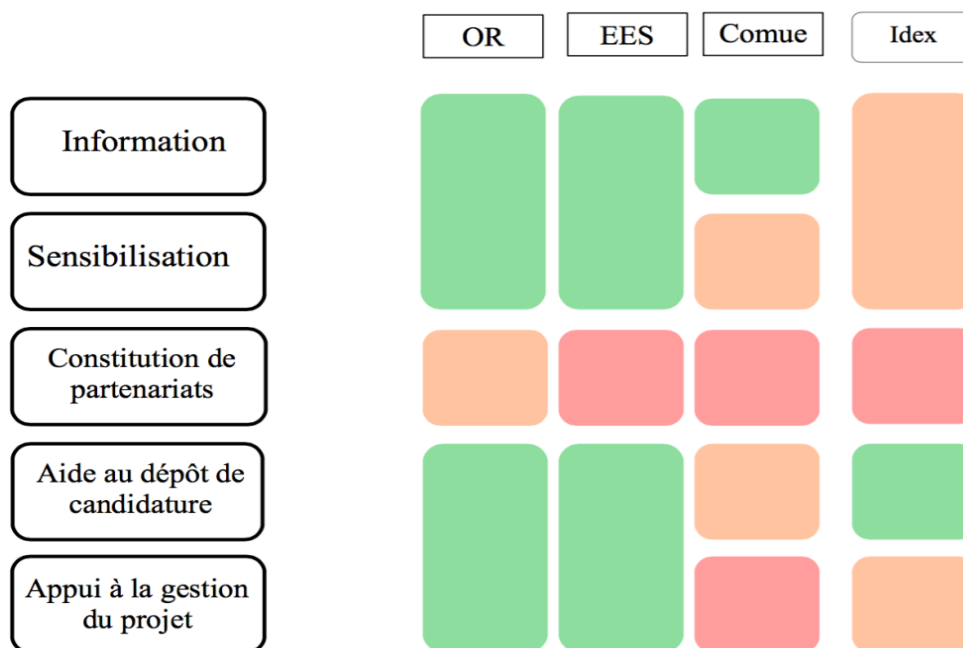 OR
EES
Comue
Idex
Information
Sensibilisation
Constitution de
partenariats
Aide au dépôt de
candidature
Appui à la gestion
du projet